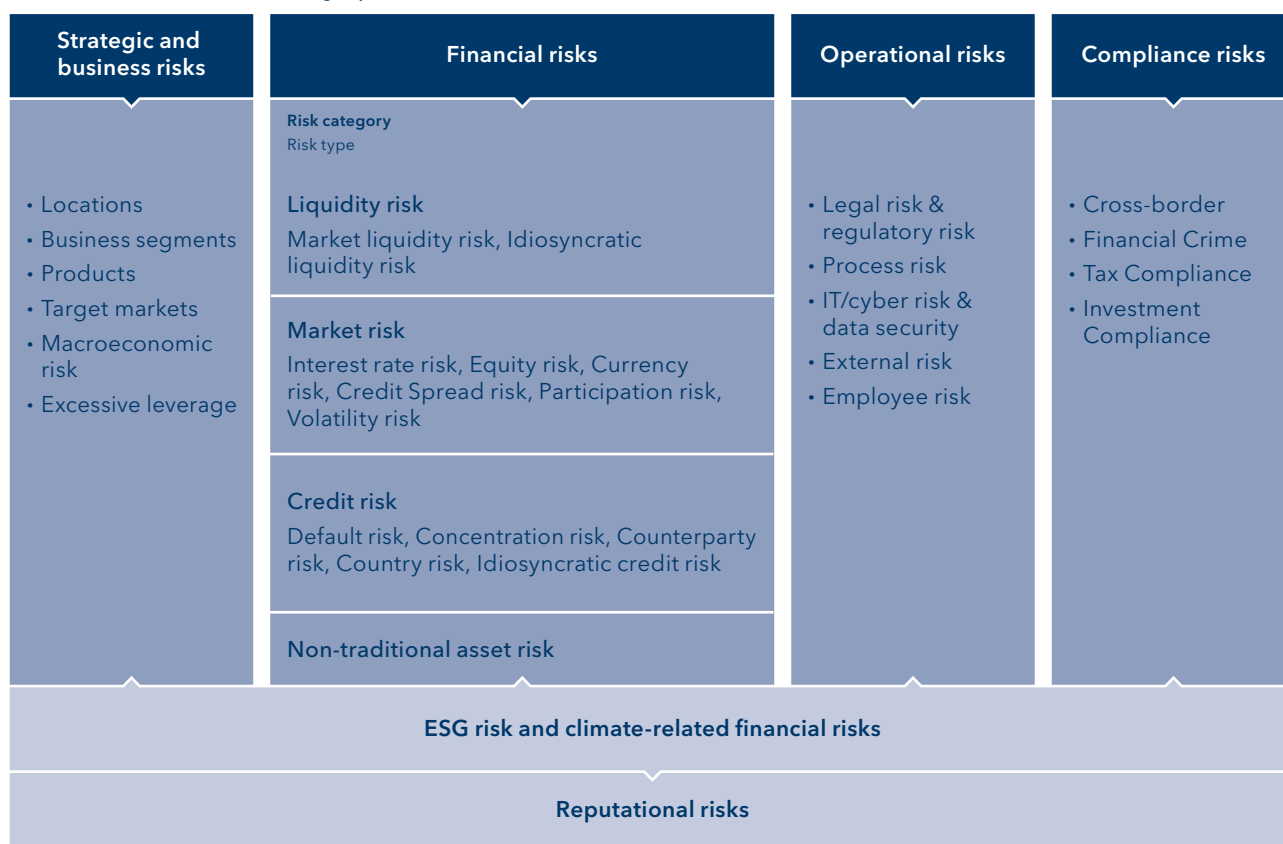 Strategic and
business risks
Financial risks
Operational risks
Compliance risks
• Locations
• Business segments
• Products
• Target markets
• Macroeconomic
risk
• Excessive leverage
Risk category
Risk type
Liquidity risk
Market liquidity risk, Idiosyncratic
liquidity risk
Market risk
Interest rate risk, Equity risk, Currency
risk, Credit Spread risk, Participation risk,
Volatility risk
Credit risk
Default risk, Concentration risk, Counterparty
risk, Country risk, Idiosyncratic credit risk
Non-traditional asset risk
• Legal risk &
regulatory risk
• Process risk
• IT/cyber risk &
data security
• External risk
• Employee risk
• Cross-border
• Financial Crime
• Tax Compliance
• Investment
Compliance
ESG risk and climate-related financial risks
Reputational risks